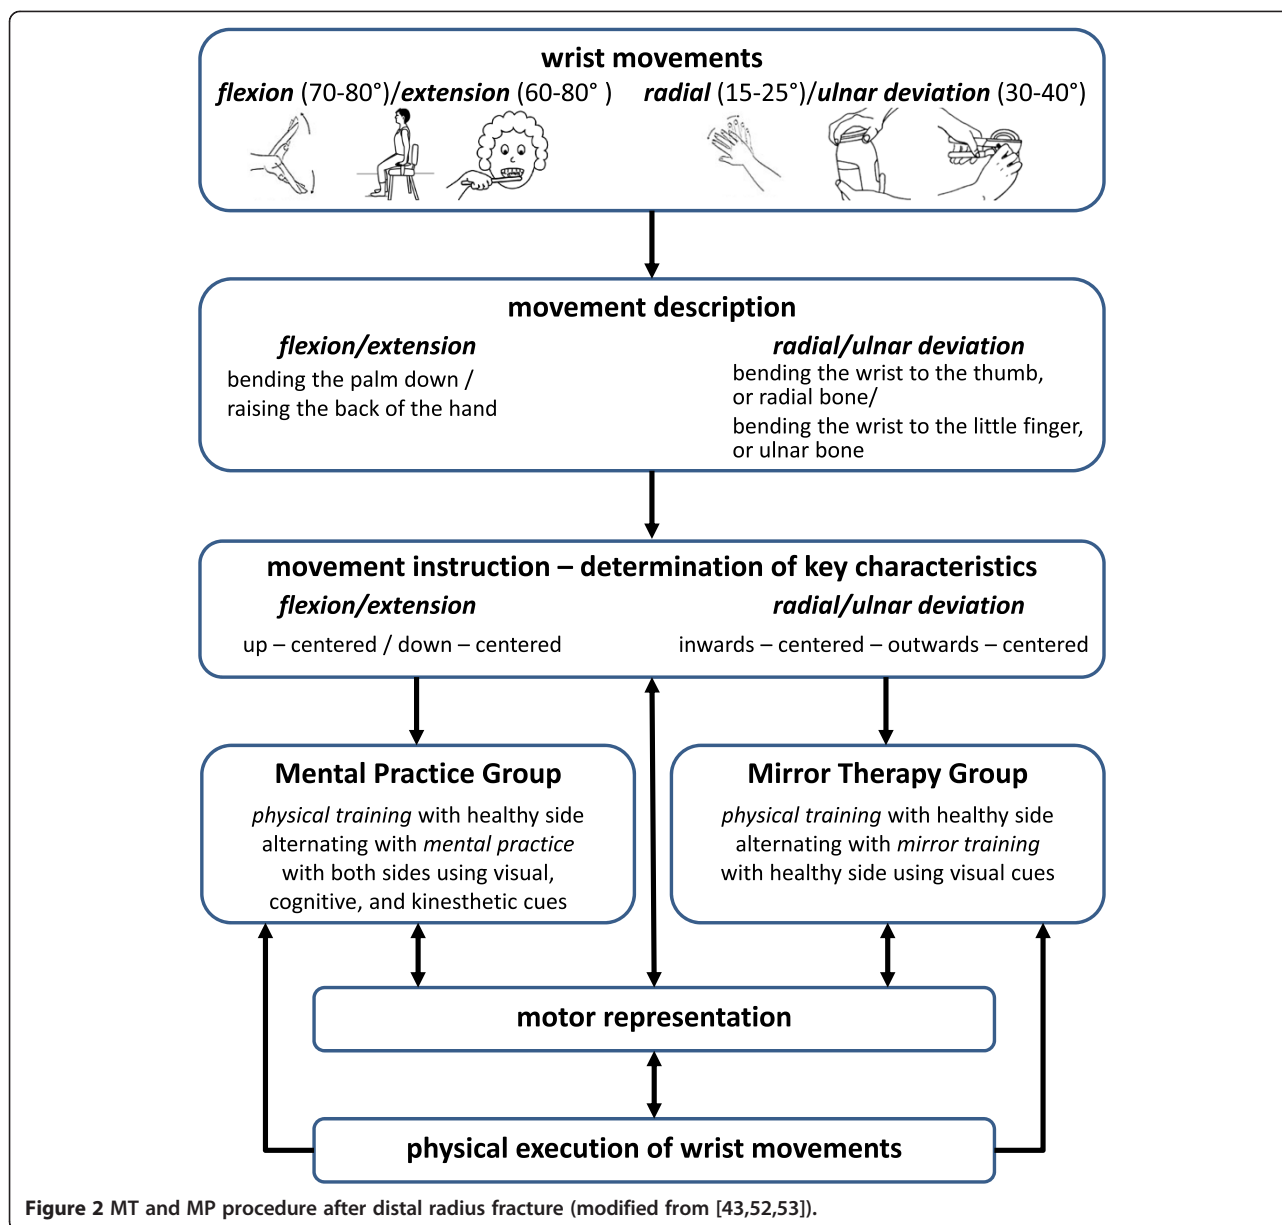 wrist movements
flexion (70-80°)/extension (60-80° ) radial (15-25°)/ulnar deviation (30-40°)
movement description
flexion/extension
bending the palm down /
raising the back of the hand
radial/ulnar deviation
bending the wrist to the thumb,
or radial bone/
bending the wrist to the little finger,
or ulnar bone
movement instruction – determination of key characteristics
flexion/extension
up – centered / down – centered
radial/ulnar deviation
inwards – centered – outwards – centered
Mental Practice Group
physical training with healthy side
alternating with mental practice
with both sides using visual,
cognitive, and kinesthetic cues
Mirror Therapy Group
physical training with healthy side
alternating with mirror training
with healthy side using visual cues
motor representation
physical execution of wrist movements
Figure 2 MT and MP procedure after distal radius fracture (modified from [43,52,53]).